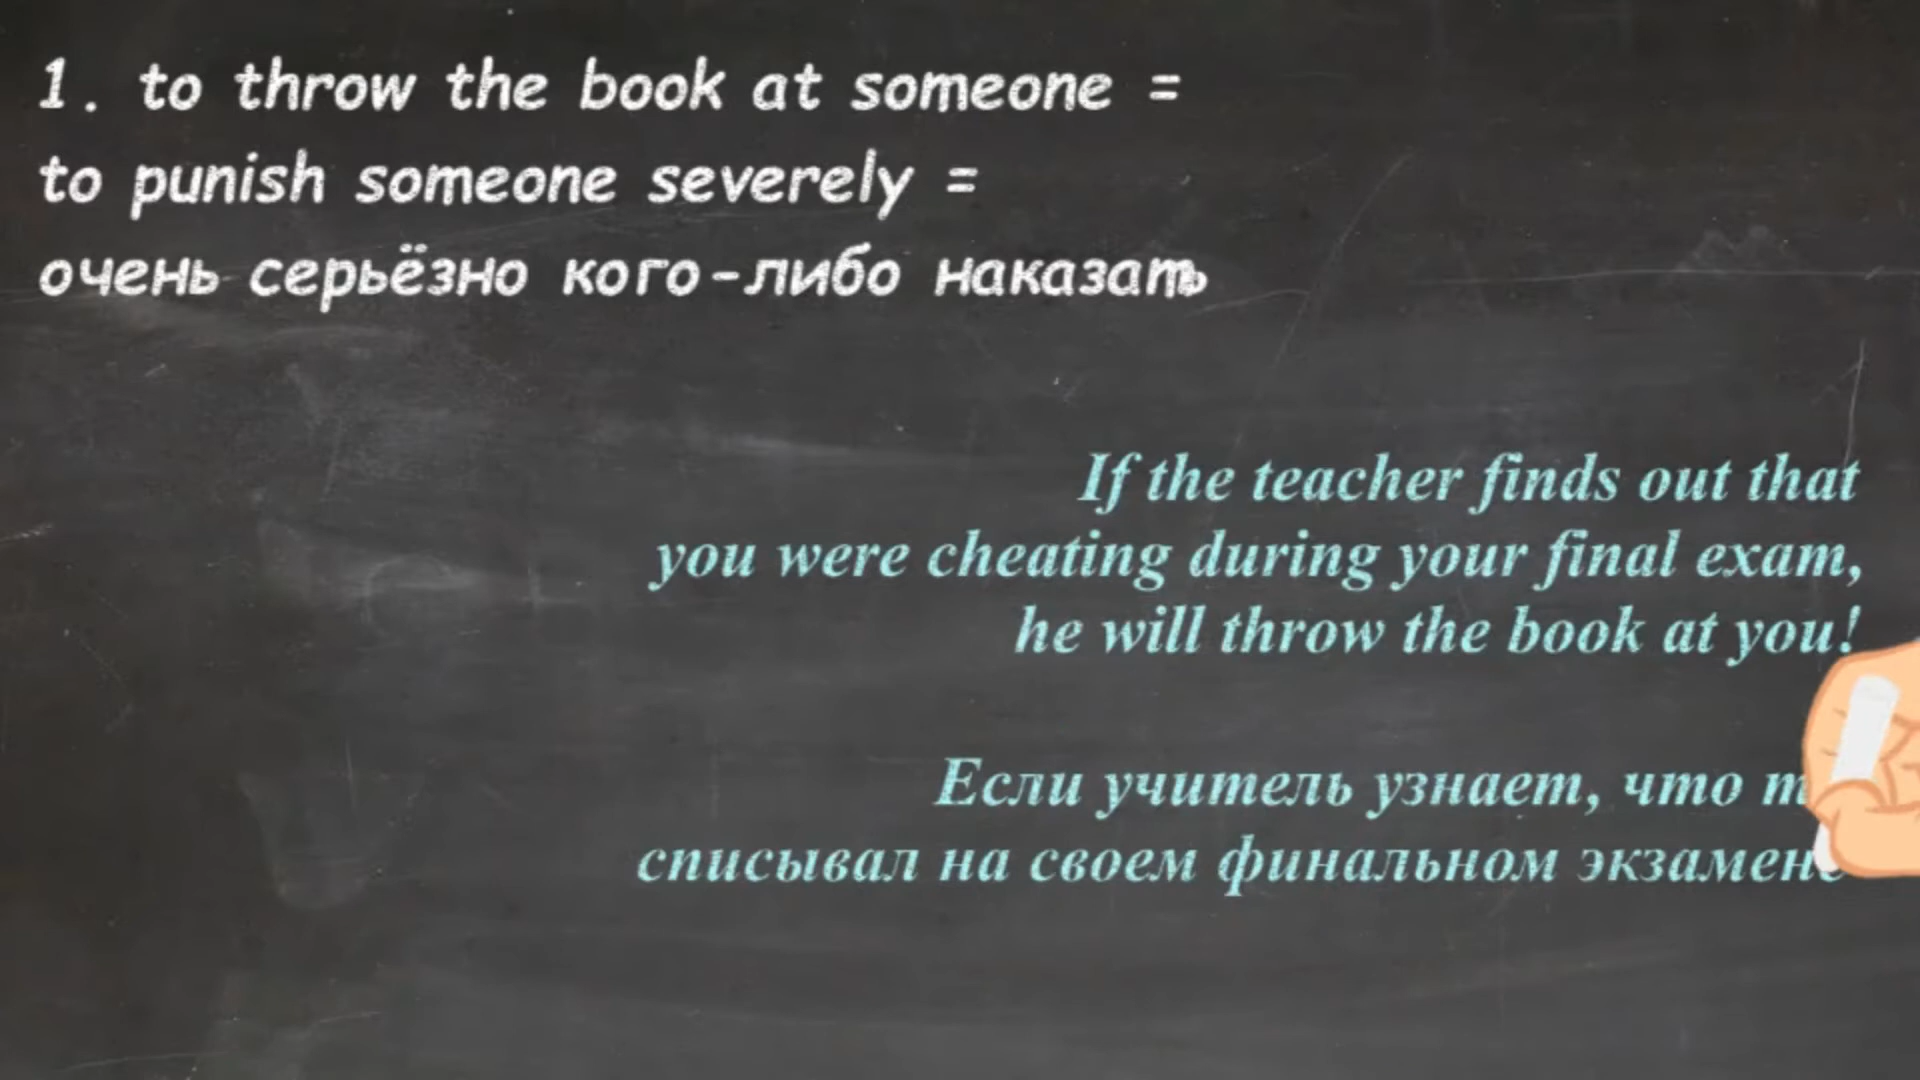 1. to throw the book at someone =
to punish someone severely =
очень серьёзно кого-либо наказать
If the teacher finds out that
you were cheating during your final exam,
he will throw the book at you!
Если учитель узнает, что
списывал на своем финальном экзамене